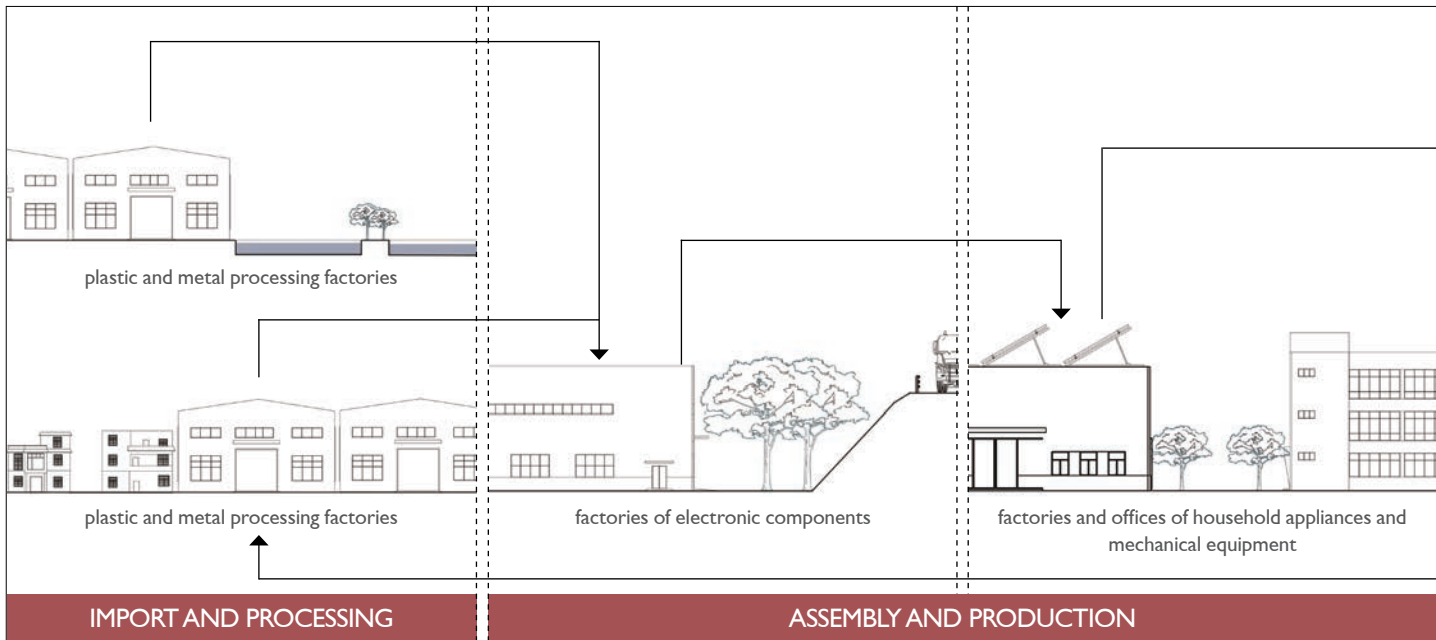 plastic and metal processing factories
plastic and metal processing factories
factories of electronic components
factories and offices of household appliances and
mechanical equipment
IMPORT AND PROCESSING
ASSEMBLY AND PRODUCTION